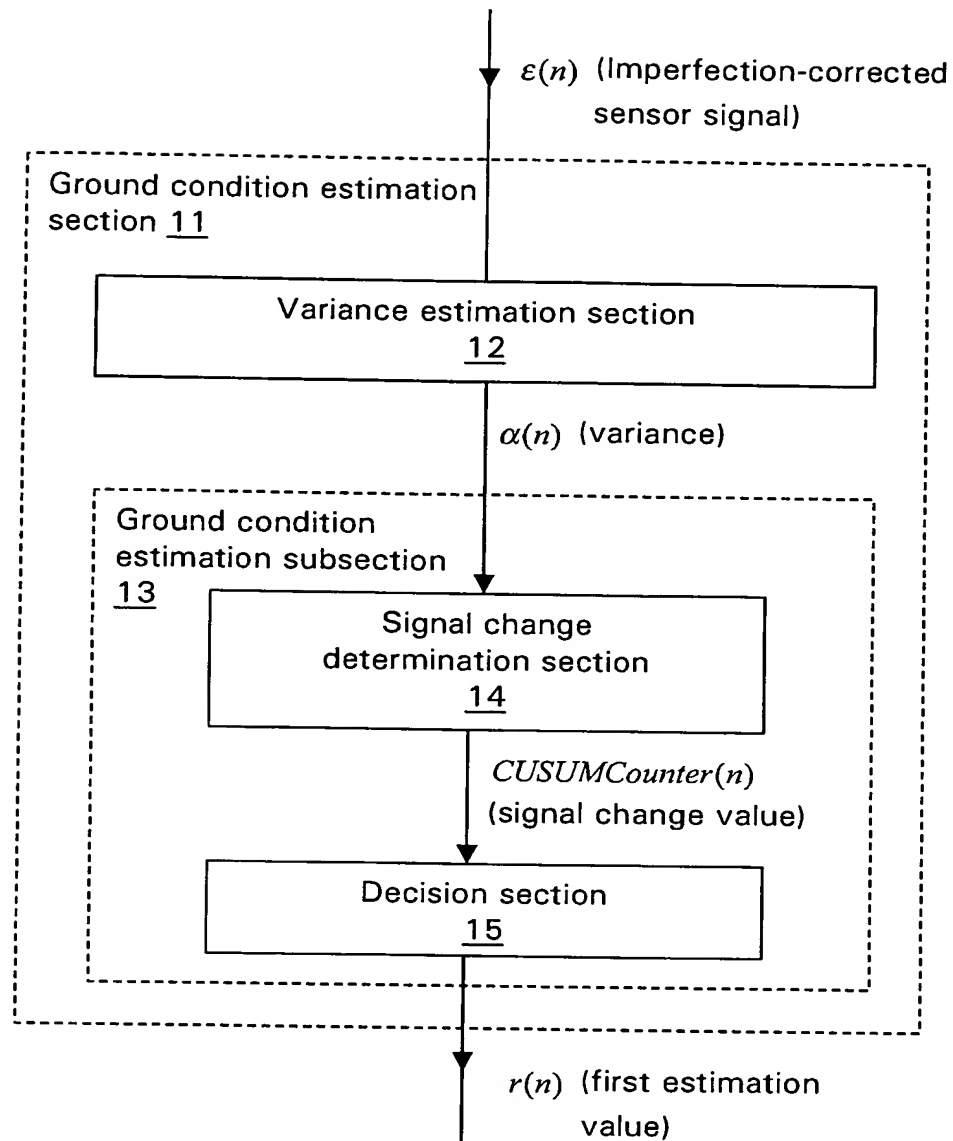 ε(n) (Imperfection-corrected
sensor signal)
Ground condition estimation
section 11
Variance estimation section
12
α(n) (variance)
Ground condition
estimation subsection
13
Signal change
determination section
14
CUSUMCounter(n)
(signal change value)
Decision section
15
r(n) (first estimation
value)